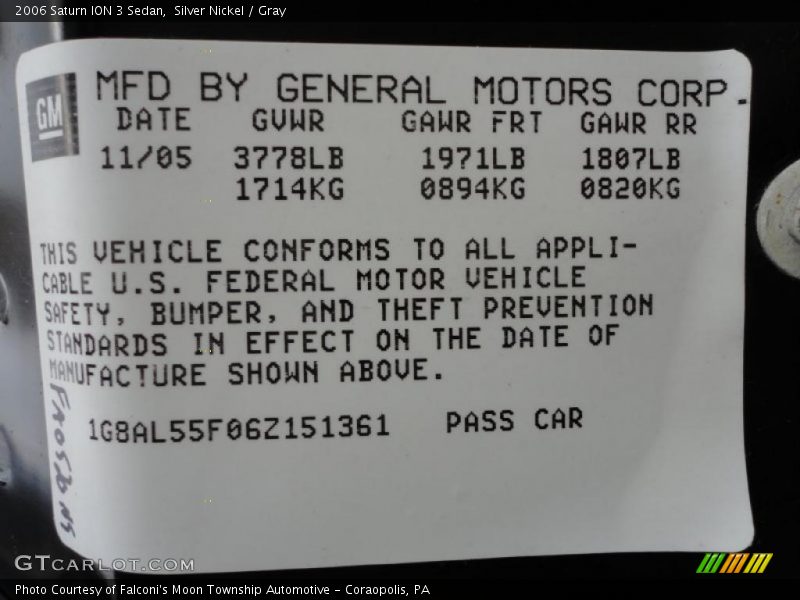 2006 Saturn ION 3 Sedan,  Silver Nickel / Gray
GM
MFD BY GENERAL MOTORS CORP.
DATE GVWR GAWR FRT GAWR RR
11/05 3778LB 1971LB 1807LB
1714KG 0894KG 0820KG
THIS VEHICLE CONFORMS TO ALL APPLI-
CABLE U.S. FEDERAL MOTOR VEHICLE
SAFETY, BUMPER, AND THEFT PREVENTION
STANDARDS IN EFFECT ON THE DATE OF
MANUFACTURE SHOWN ABOVE.
1G8AL55F06Z151361 PASS CAR
GTCARLOT.COM
Photo Courtesy of Falconi's Moon Township Automotive - Coraopolis, PA